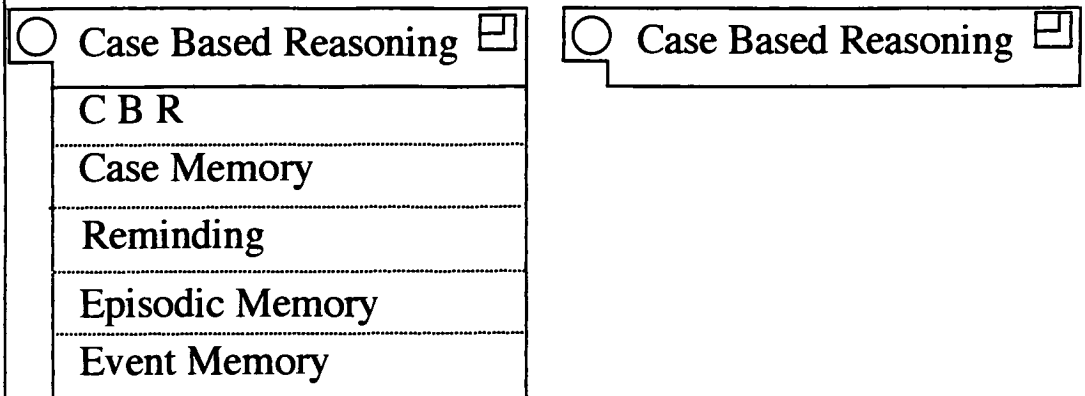 Case Based Reasoning
C B R
Case Memory
Reminding
Episodic Memory
Event Memory
Case Based Reasoning